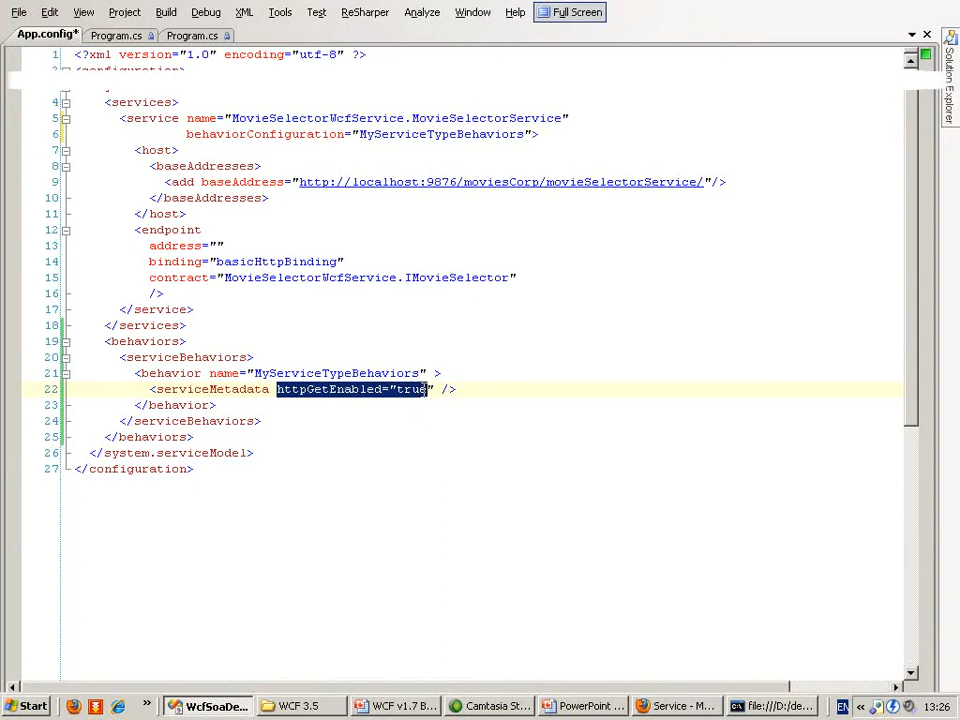 File Edit View Project Build Debug XML Tools Test ReSharper Analyze Window Help Full Screen
App.config* Program.cs Program.cs
1 <?xml version="1.0" encoding="utf-8" ?>
4 <services>
5 <service name="MovieSelectorWcfService.MovieSelectorService"
6 behaviorConfiguration="MyServiceTypeBehaviors">
7 <host>
8 <baseAddresses>
9 <add baseAddress="http://localhost:9876/moviesCorp/movieSelectorService/"/>
10 </baseAddresses>
11 </host>
12 <endpoint
13 address=""
14 binding="basicHttpBinding"
15 contract="MovieSelectorWcfService.IMovieSelector"
16 />
17 </service>
18 </services>
19 <behaviors>
20 <serviceBehaviors>
21 <behavior name="MyServiceTypeBehaviors" >
22 <serviceMetadata httpGetEnabled="true" />
23 </behavior>
24 </serviceBehaviors>
25 </behaviors>
26 </system.serviceModel>
27 </configuration>
Solution Explorer
Start WcfSoaDe... WCF 3.5 WCF v1.7 B... Camtasia St... PowerPoint ... Service - M... file:///D:/de... EN 13:26